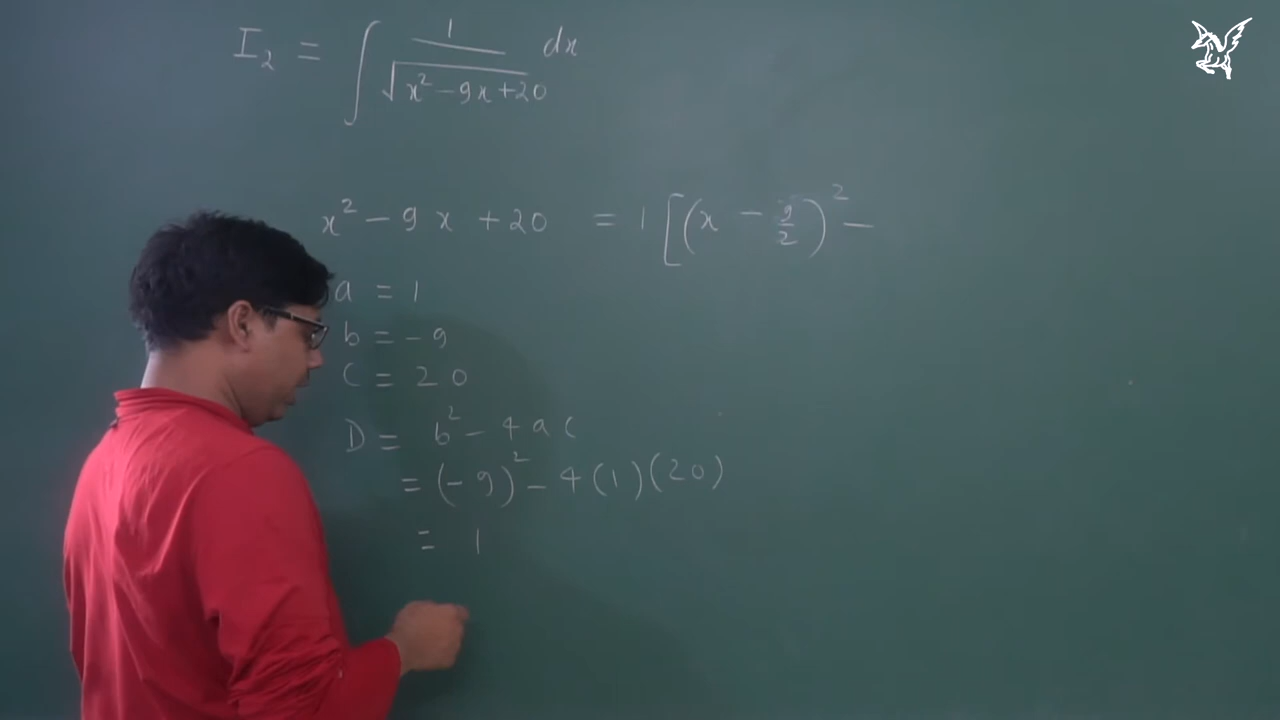 I₂ = ∫ 1/√(x² - 9x + 20) dx
x² - 9x + 20 = 1 [(x - 9/2)² -
a = 1
b = -9
c = 20
D = b² - 4ac
= (-9)² - 4(1)(20)
= 1